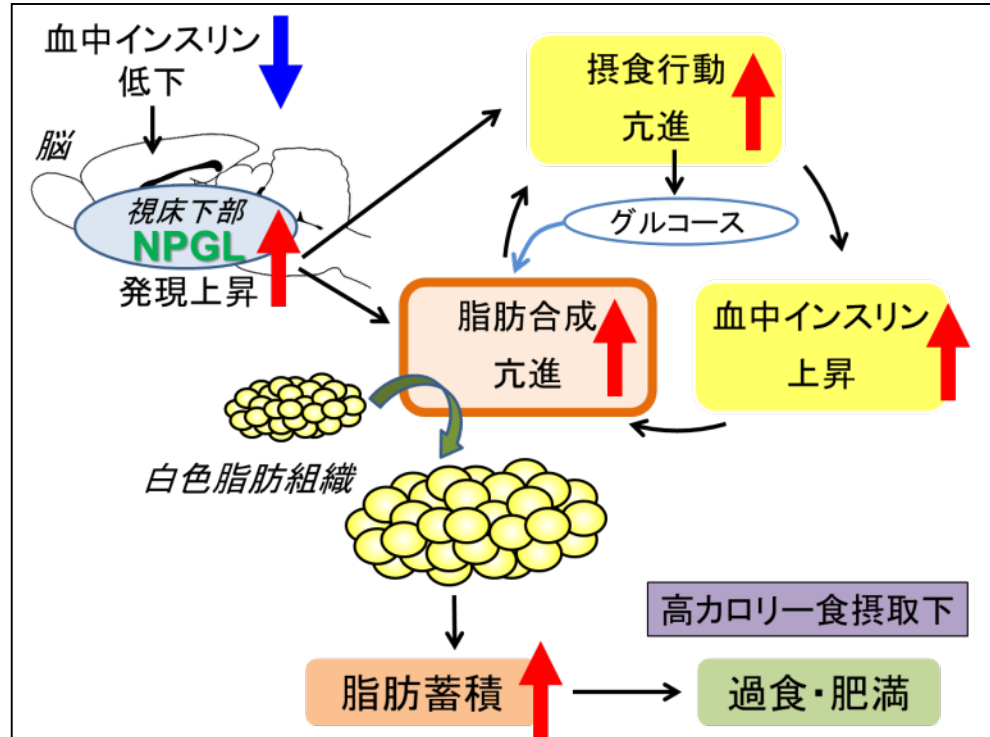 血中インスリン
低下
脳
視床下部
NPGL
発現上昇
摂食行動
亢進
グルコース
脂肪合成
亢進
血中インスリン
上昇
白色脂肪組織
高カロリー食摂取下
脂肪蓄積
過食・肥満